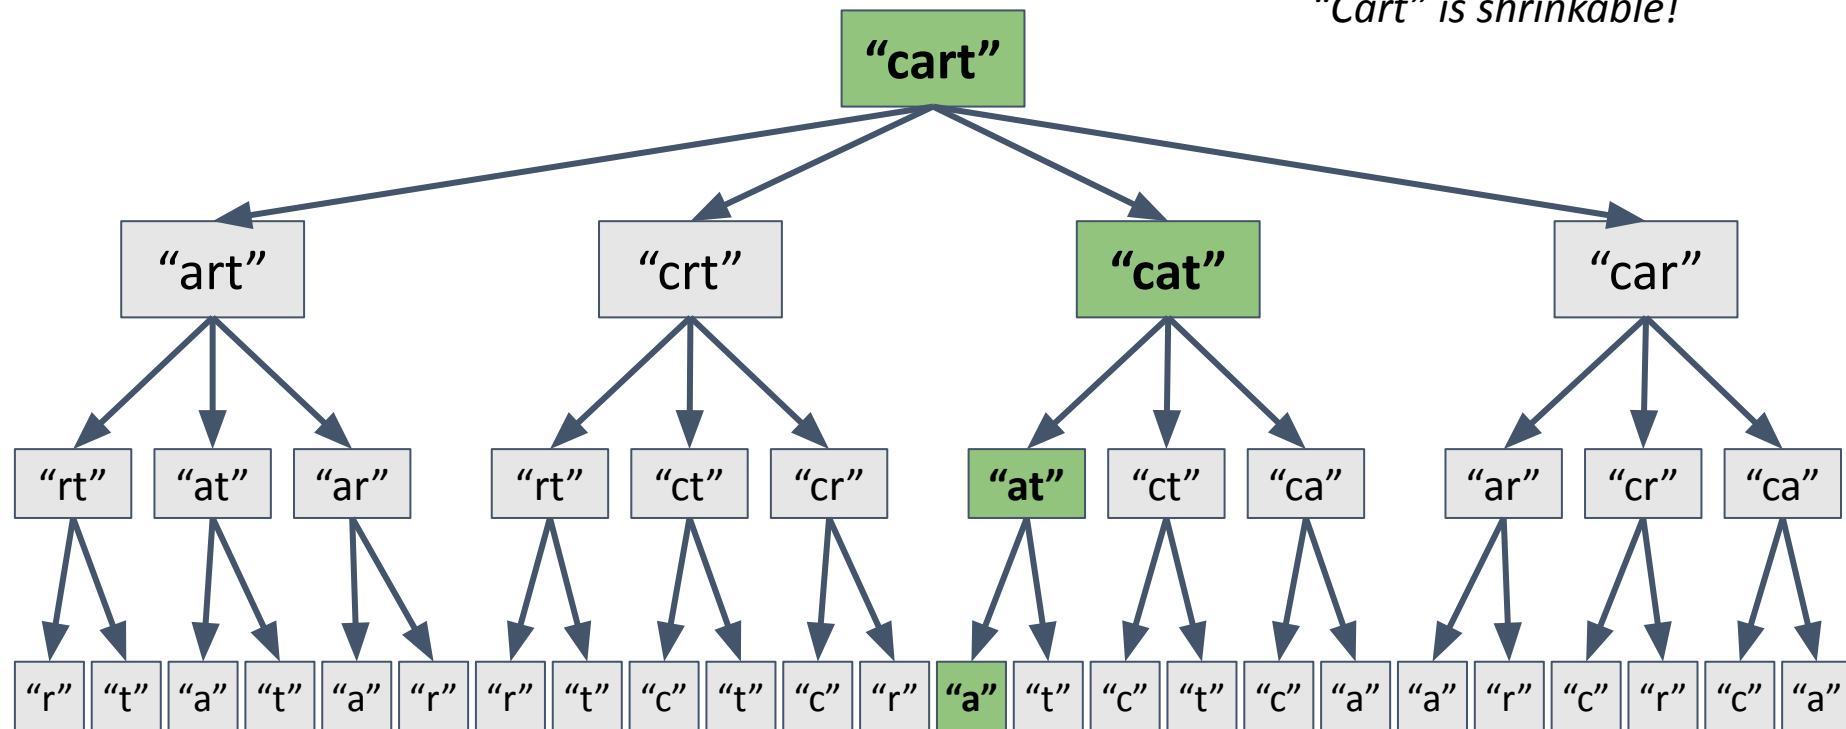 “Cart” is shrinkable!
“cart”
“art” “crt” “cat” “car”
“rt” “at” “ar” “rt” “ct” “cr” “at” “ct” “ca” “ar” “cr” “ca”
“r” “t” “a” “t” “a” “r” “r” “t” “c” “t” “c” “r” “a” “t” “c” “t” “c” “a” “a” “r” “c” “r” “c” “a”